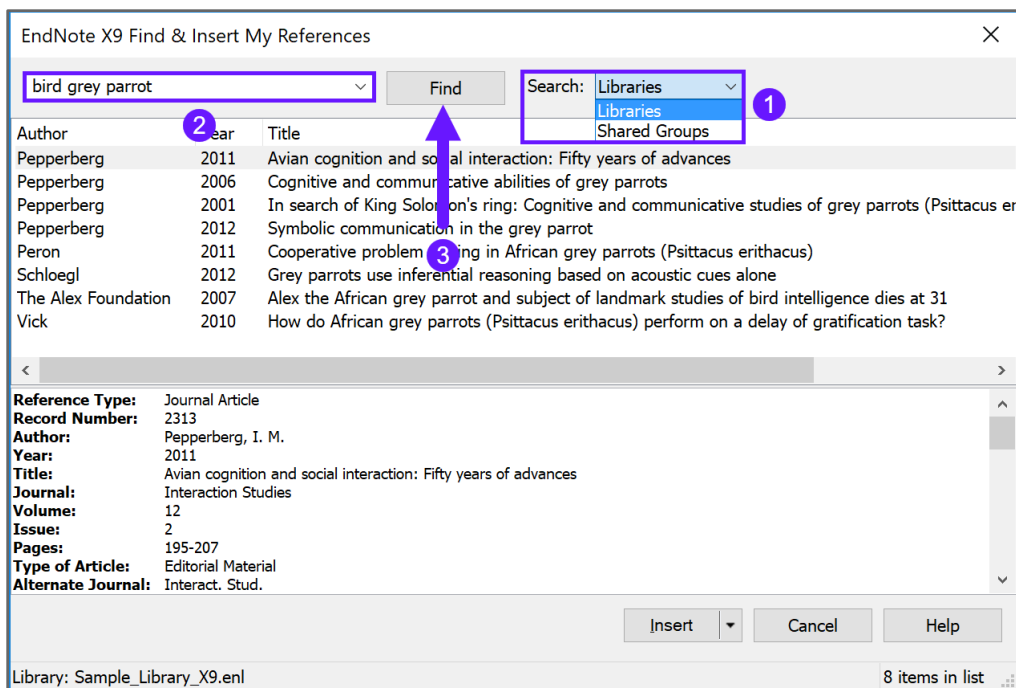 EndNote X9 Find & Insert My References
bird grey parrot Find Search: Libraries
Libraries 1
Shared Groups
2
Author ear Title
Pepperberg 2011 Avian cognition and social interaction: Fifty years of advances
Pepperberg 2006 Cognitive and communicative abilities of grey parrots
Pepperberg 2001 In search of King Solomon's ring: Cognitive and communicative studies of grey parrots (Psittacus er
Pepperberg 2012 Symbolic communication in the grey parrot
3
Peron 2011 Cooperative problem ing in African grey parrots (Psittacus erithacus)
Schloegl 2012 Grey parrots use inferential reasoning based on acoustic cues alone
The Alex Foundation 2007 Alex the African grey parrot and subject of landmark studies of bird intelligence dies at 31
Vick 2010 How do African grey parrots (Psittacus erithacus) perform on a delay of gratification task?
Reference Type: Journal Article
Record Number: 2313
Author: Pepperberg, I. M.
Year: 2011
Title: Avian cognition and social interaction: Fifty years of advances
Journal: Interaction Studies
Volume: 12
Issue: 2
Pages: 195-207
Type of Article: Editorial Material
Alternate Journal: Interact. Stud.
Insert Cancel Help
Library: Sample_Library_X9.enl 8 items in list